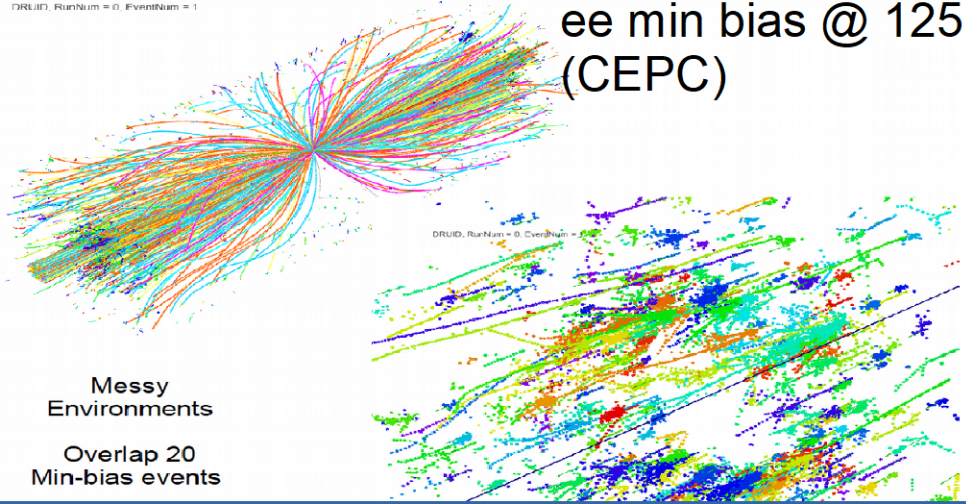 DRUID, RunNum = 0, EventNum = 1
ee min bias @ 125
(CEPC)
DRUID, RunNum = 0, EventNum =
Messy
Environments
Overlap 20
Min-bias events